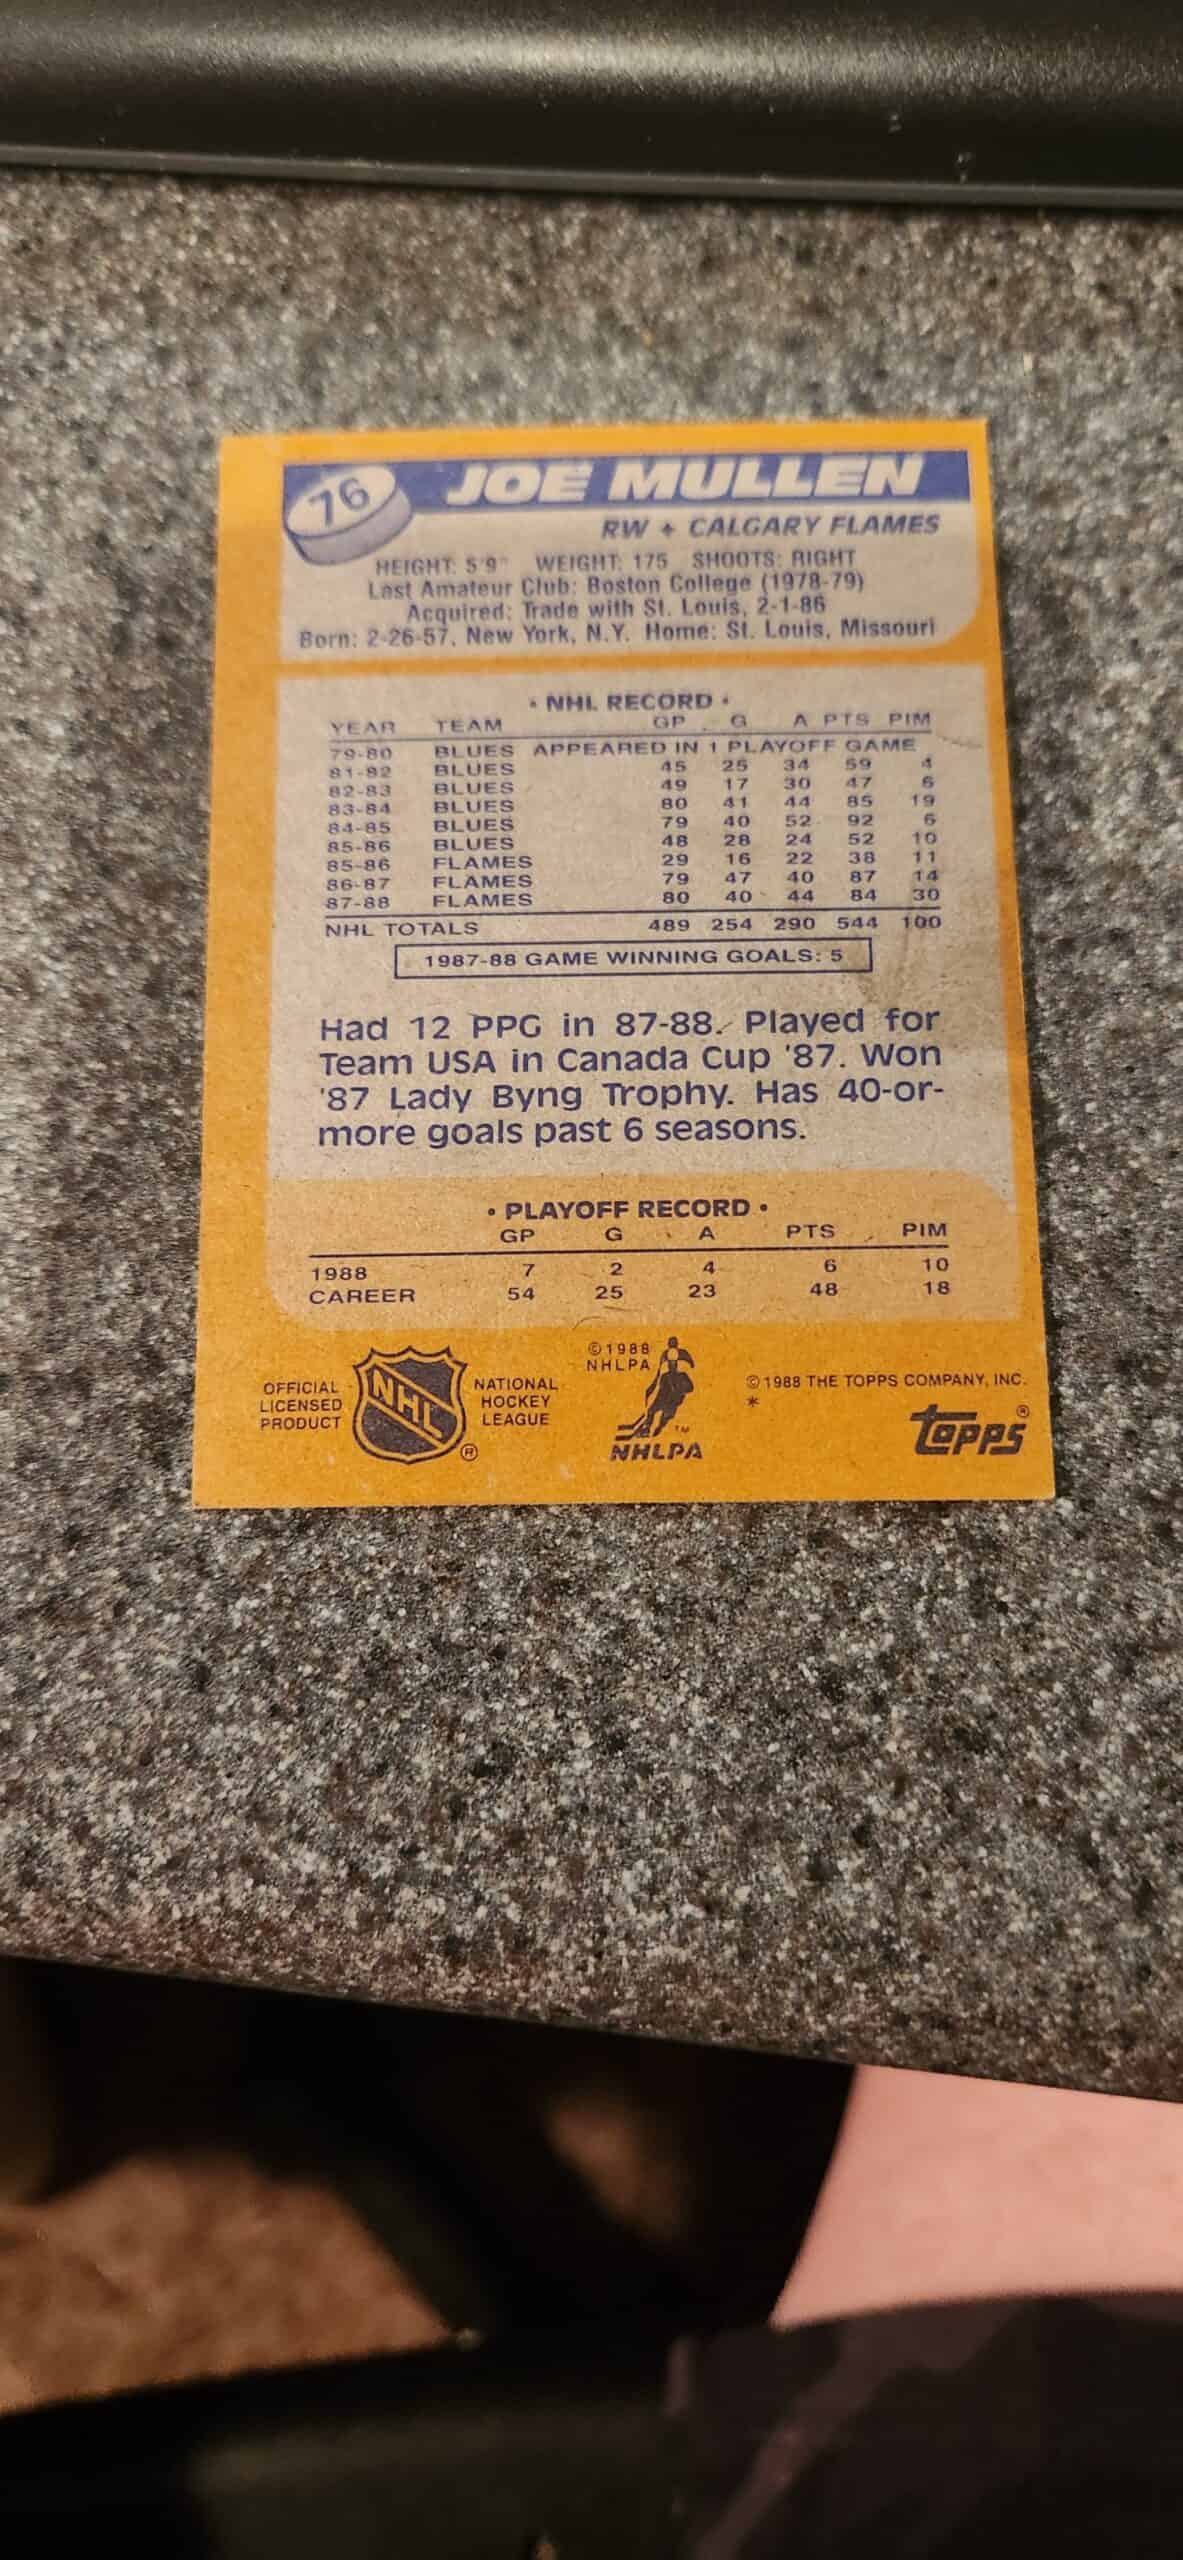 76 JOE MULLEN
RW ♦ CALGARY FLAMES
HEIGHT: 5'9" WEIGHT: 175 SHOOTS: RIGHT
Last Amateur Club: Boston College (1978-79)
Acquired: Trade with St. Louis, 2-1-86
Born: 2-26-57, New York, N.Y. Home: St. Louis, Missouri
• NHL RECORD •
YEAR TEAM GP G A PTS PIM
79-80 BLUES APPEARED IN 1 PLAYOFF GAME
81-82 BLUES 45 25 34 59 4
82-83 BLUES 49 17 30 47 6
83-84 BLUES 80 41 44 85 19
84-85 BLUES 79 40 52 92 6
85-86 BLUES 48 28 24 52 10
85-86 FLAMES 29 16 22 38 11
86-87 FLAMES 79 47 40 87 14
87-88 FLAMES 80 40 44 84 30
NHL TOTALS 489 254 290 544 100
1987-88 GAME WINNING GOALS: 5
Had 12 PPG in 87-88. Played for
Team USA in Canada Cup '87. Won
'87 Lady Byng Trophy. Has 40-or-
more goals past 6 seasons.
• PLAYOFF RECORD •
GP G A PTS PIM
1988 7 2 4 6 10
CAREER 54 25 23 48 18
OFFICIAL
LICENSED
PRODUCT
NHL ®
NATIONAL
HOCKEY
LEAGUE
©1988
NHLPA
™
NHLPA
©1988 THE TOPPS COMPANY, INC.
*
topps®